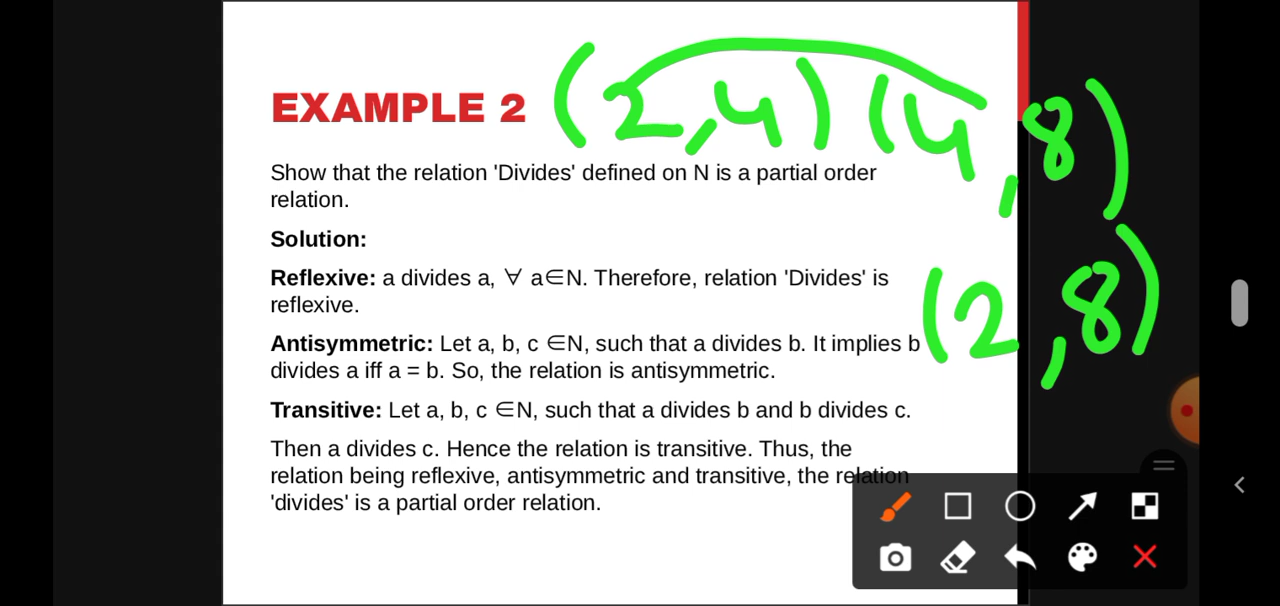 EXAMPLE 2 (2,4) (4,8)
Show that the relation 'Divides' defined on N is a partial order
relation.
Solution:
(2,8)
Reflexive: a divides a, ∀ a∈N. Therefore, relation 'Divides' is
reflexive.
Antisymmetric: Let a, b, c ∈N, such that a divides b. It implies b
divides a iff a = b. So, the relation is antisymmetric.
Transitive: Let a, b, c ∈N, such that a divides b and b divides c.
Then a divides c. Hence the relation is transitive. Thus, the
relation being reflexive, antisymmetric and transitive, the relation
'divides' is a partial order relation.